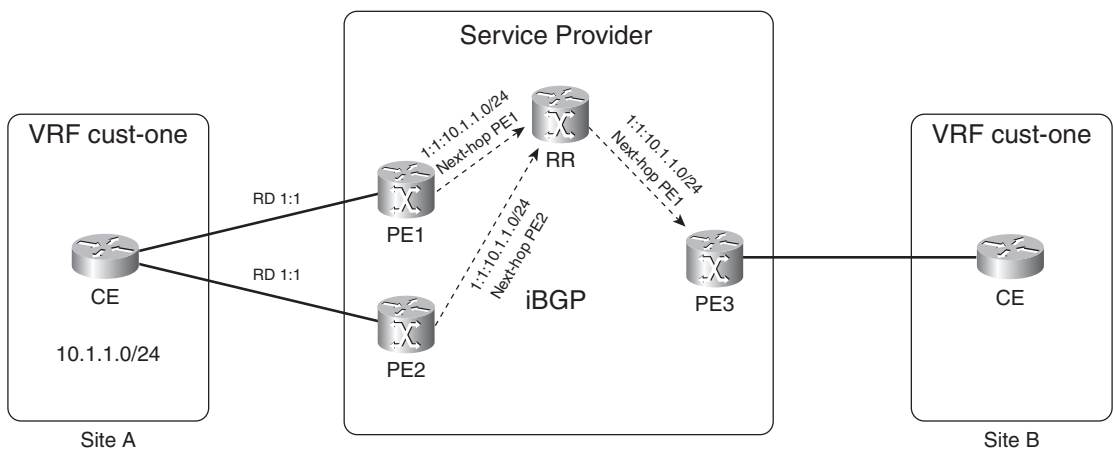 Service Provider
VRF cust-one
VRF cust-one
1:1:10.1.1.0/24
Next-hop PE1
RR
1:1:10.1.1.0/24
Next-hop PE1
RD 1:1
PE1
1:1:10.1.1.0/24
Next-hop PE2
CE
RD 1:1
iBGP
PE3
CE
10.1.1.0/24
PE2
Site A
Site B